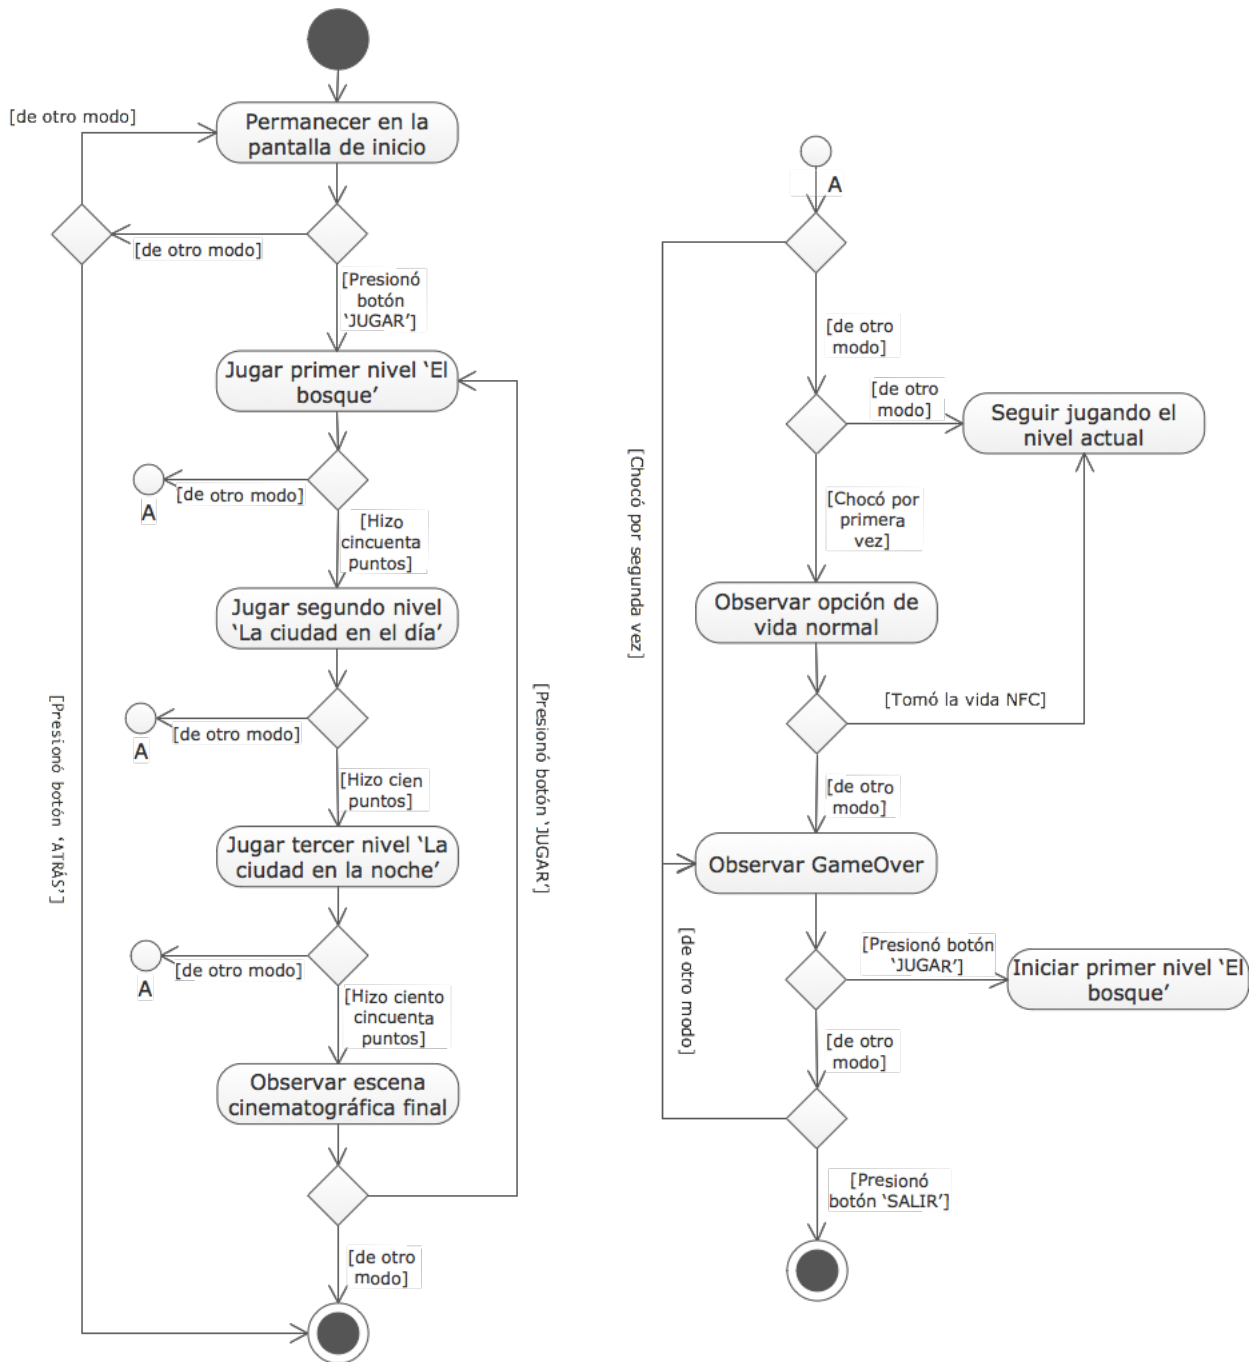 [de otro modo]
Permanecer en la
pantalla de inicio
[de otro modo]
[Presionó
botón
‘JUGAR’]
Jugar primer nivel ‘El
bosque’
[de otro modo]
A
[Hizo
cincuenta
puntos]
Jugar segundo nivel
‘La ciudad en el día’
[de otro modo]
A
[Hizo cien
puntos]
Jugar tercer nivel ‘La
ciudad en la noche’
[de otro modo]
A
[Hizo ciento
cincuenta
puntos]
Observar escena
cinematográfica final
[de otro modo]
[Presionó botón ‘ATRÁS’]
[Presionó botón ‘JUGAR’]
A
[de otro
modo]
[de otro
modo]
Seguir jugando el
nivel actual
[Chocó por segunda vez]
[Chocó por
primera
vez]
Observar opción de
vida normal
[Tomó la vida NFC]
[de otro
modo]
Observar GameOver
[de otro modo]
[Presionó botón
‘JUGAR’]
Iniciar primer nivel ‘El
bosque’
[de otro
modo]
[Presionó
botón ‘SALIR’]